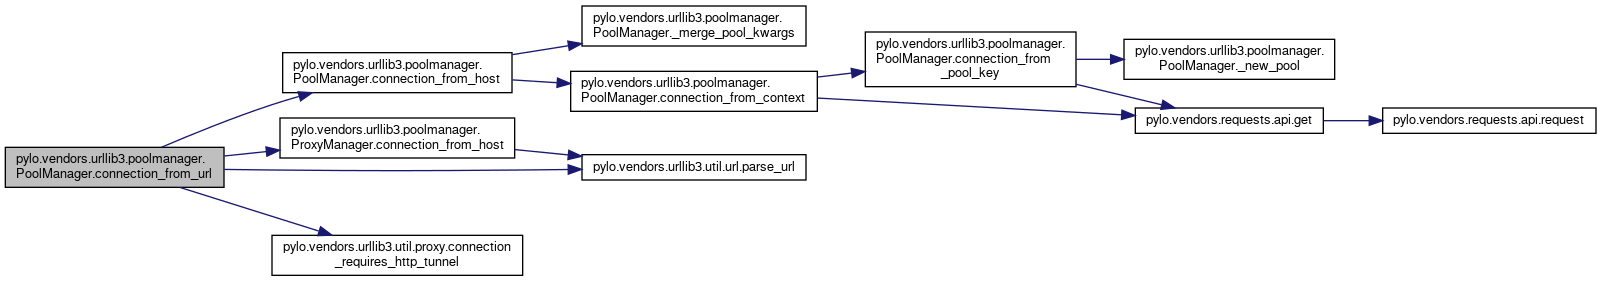 pylo.vendors.urllib3.poolmanager.
PoolManager.connection_from_url
pylo.vendors.urllib3.poolmanager.
PoolManager.connection_from_host
pylo.vendors.urllib3.poolmanager.
ProxyManager.connection_from_host
pylo.vendors.urllib3.util.proxy.connection
_requires_http_tunnel
pylo.vendors.urllib3.poolmanager.
PoolManager._merge_pool_kwargs
pylo.vendors.urllib3.poolmanager.
PoolManager.connection_from_context
pylo.vendors.urllib3.util.url.parse_url
pylo.vendors.urllib3.poolmanager.
PoolManager.connection_from
_pool_key
pylo.vendors.urllib3.poolmanager.
PoolManager._new_pool
pylo.vendors.requests.api.get
pylo.vendors.requests.api.request